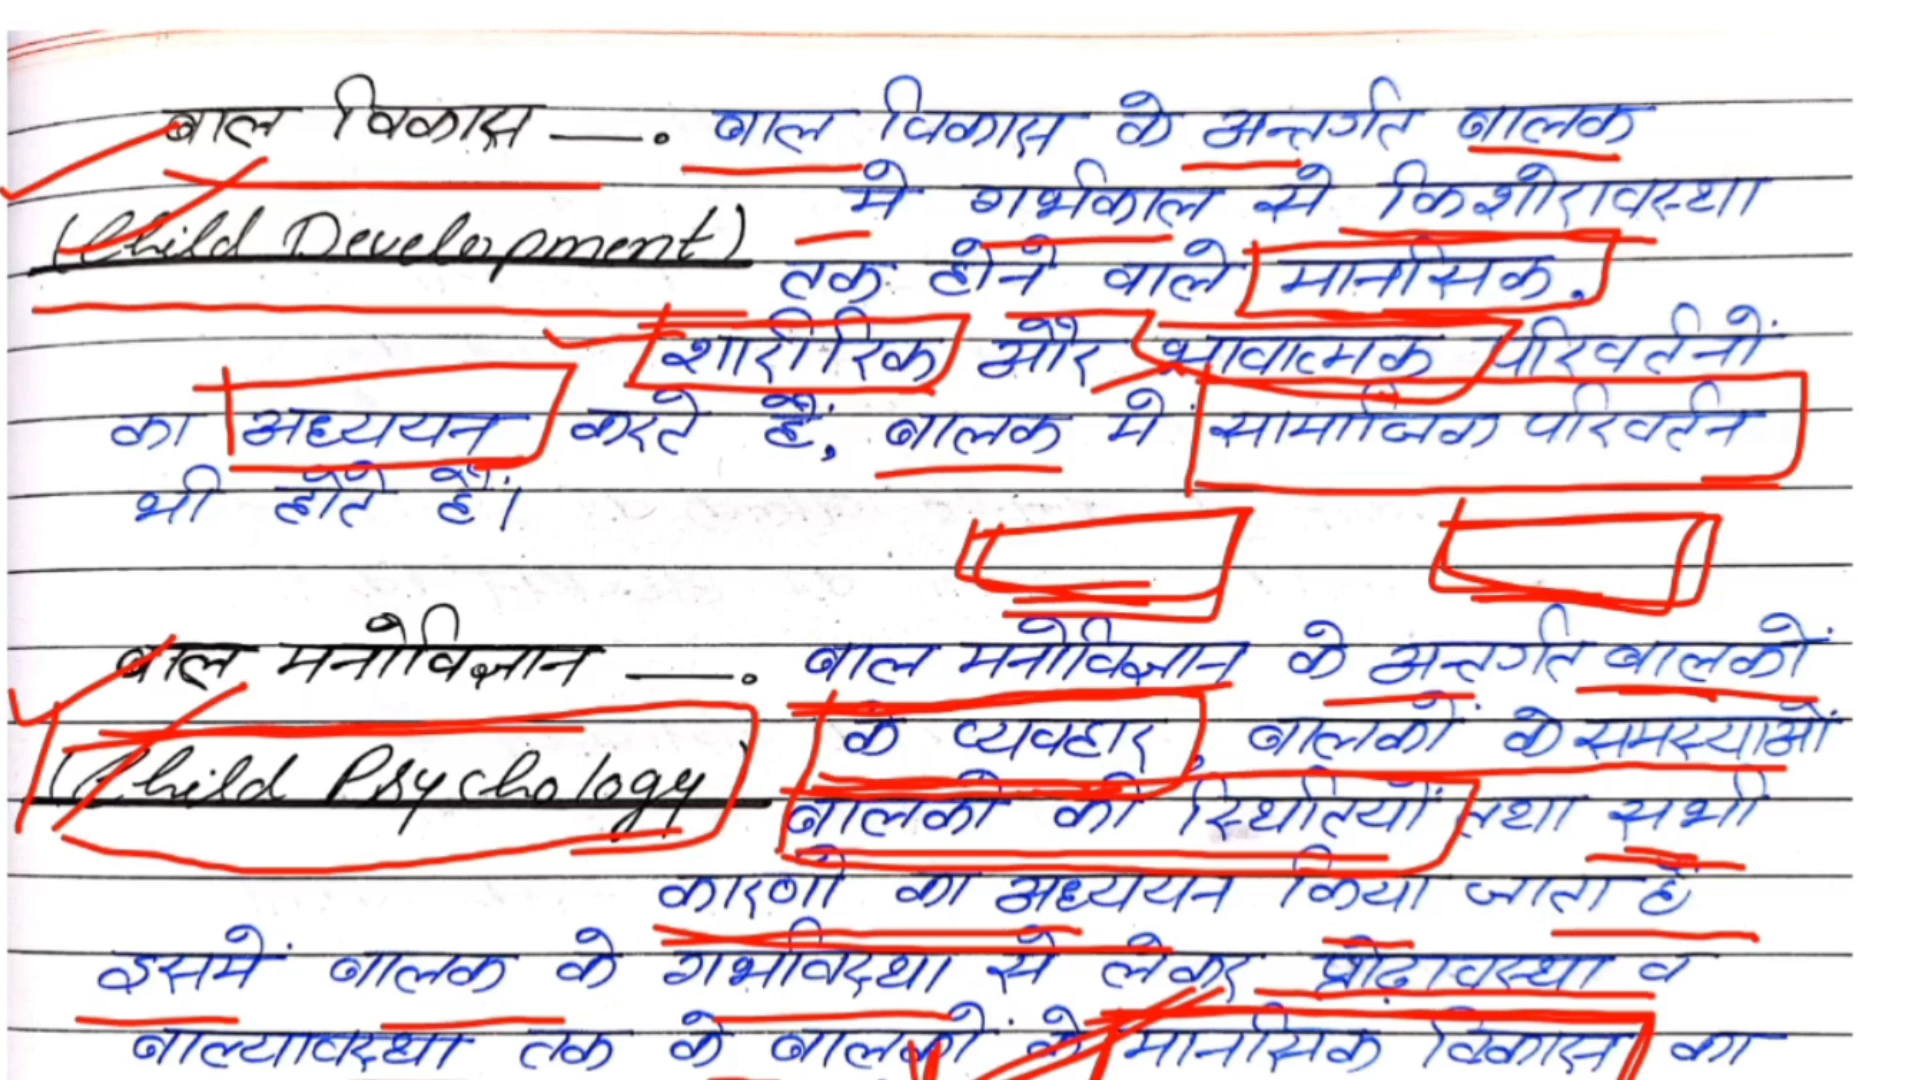 बाल विकास —. बाल विकास के अन्तर्गत बालक
मे गर्भकाल से किशोरावस्था
(Child Development)
तक होने वाले मानसिक,
शारीरिक और भावात्मक परिवर्तनों
का अध्ययन करते हैं, बालक मे सामाजिक परिवर्तन
भी होते हैं।
बाल मनोविज्ञान —. बाल मनोविज्ञान के अन्तर्गत बालकों
के व्यवहार, बालकों के समस्याओं
(Child Psychology)
बालकों की स्थितियों तथा सभी
कारणों का अध्ययन किया जाता है
इसमें बालक के गर्भावस्था से लेकर प्रौढ़ावस्था व
बाल्यावस्था तक के बालकों के मानसिक विकास का